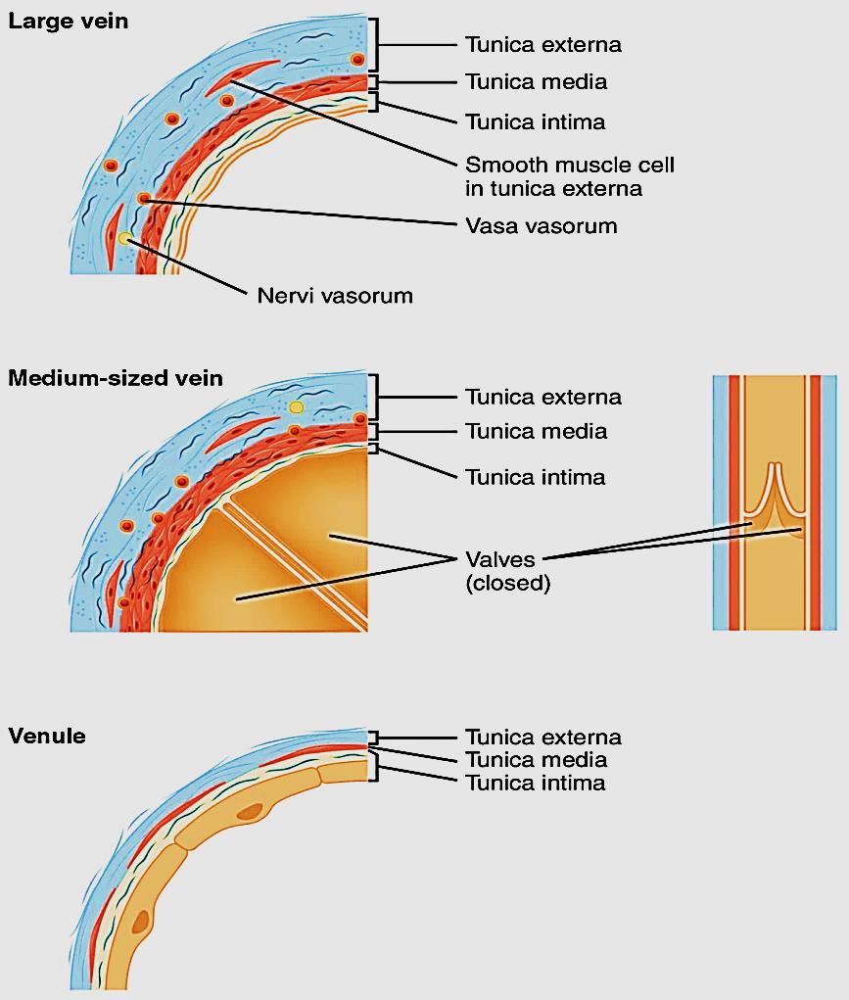 Large vein
Tunica externa
Tunica media
Tunica intima
Smooth muscle cell
in tunica externa
Vasa vasorum
Nervi vasorum
Medium-sized vein
Tunica externa
Tunica media
Tunica intima
Valves
(closed)
Venule
Tunica externa
Tunica media
Tunica intima